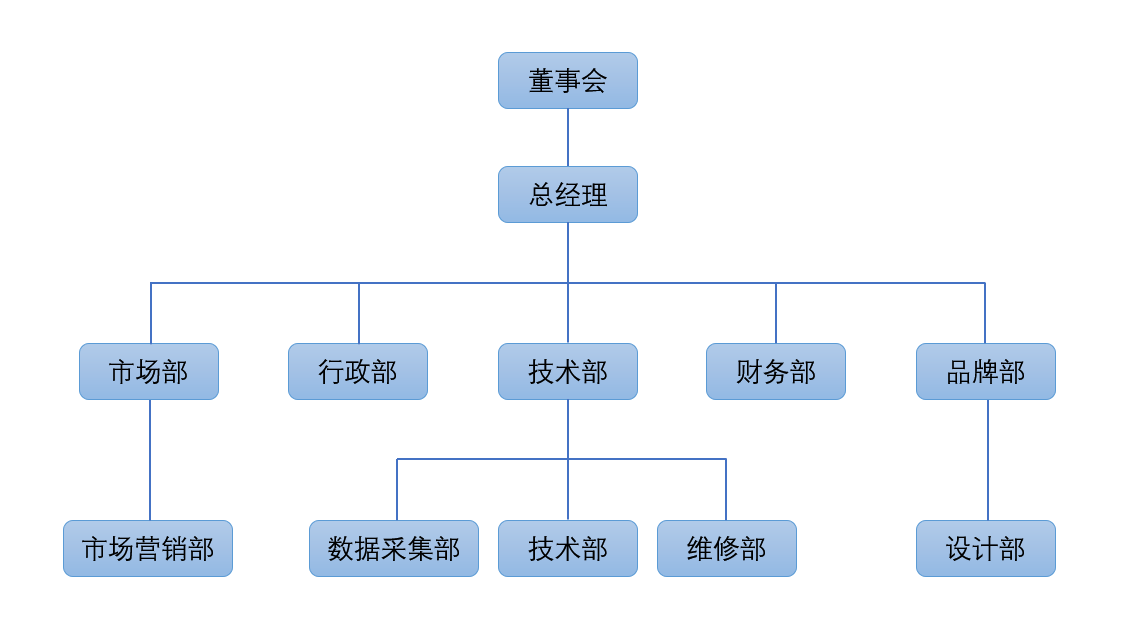 董事会
总经理
市场部
行政部
技术部
财务部
品牌部
市场营销部
数据采集部
技术部
维修部
设计部